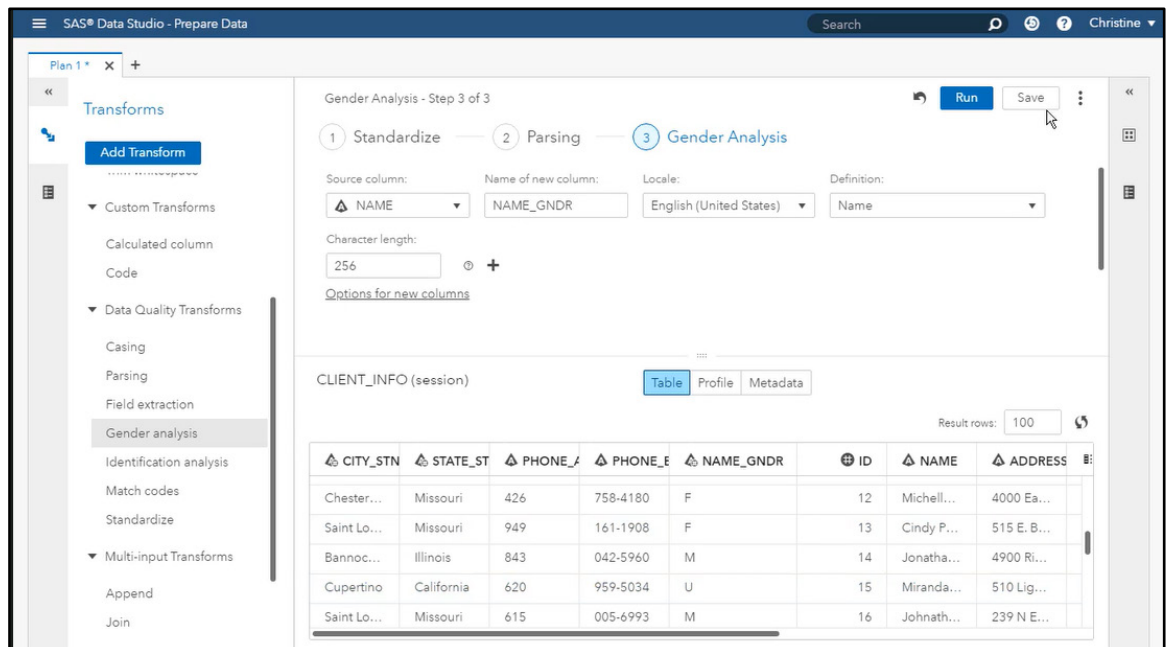 SAS® Data Studio - Prepare Data
Search
Christine
Plan 1 *
Transforms
Add Transform
Custom Transforms
Calculated column
Code
Data Quality Transforms
Casing
Parsing
Field extraction
Gender analysis
Identification analysis
Match codes
Standardize
Multi-input Transforms
Append
Join
Gender Analysis - Step 3 of 3
Run
Save
1 Standardize
2 Parsing
3 Gender Analysis
Source column:
Name of new column:
Locale:
Definition:
NAME
NAME_GNDR
English (United States)
Name
Character length:
256
Options for new columns
CLIENT_INFO (session)
Table Profile Metadata
Result rows: 100
CITY_STN STATE_ST PHONE_A PHONE_E NAME_GNDR ID NAME ADDRESS
Chester... Missouri 426 758-4180 F 12 Michell... 4000 Ea...
Saint Lo... Missouri 949 161-1908 F 13 Cindy P... 515 E. B...
Bannoc... Illinois 843 042-5960 M 14 Jonatha... 4900 Ri...
Cupertino California 620 959-5034 U 15 Miranda... 510 Lig...
Saint Lo... Missouri 615 005-6993 M 16 Johnath... 239 N E...